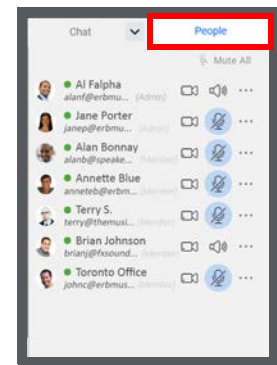 Chat
People
Mute All
Al Falpha
alanf@erbmu... (Admin)
Jane Porter
janep@erbmu... (Admin)
Alan Bonnay
alanb@speake... (Member)
Annette Blue
anneteb@erbm... (Member)
Terry S.
terry@themusi... (Member)
Brian Johnson
brianj@fxsound... (Member)
Toronto Office
johnc@erbmus... (Member)